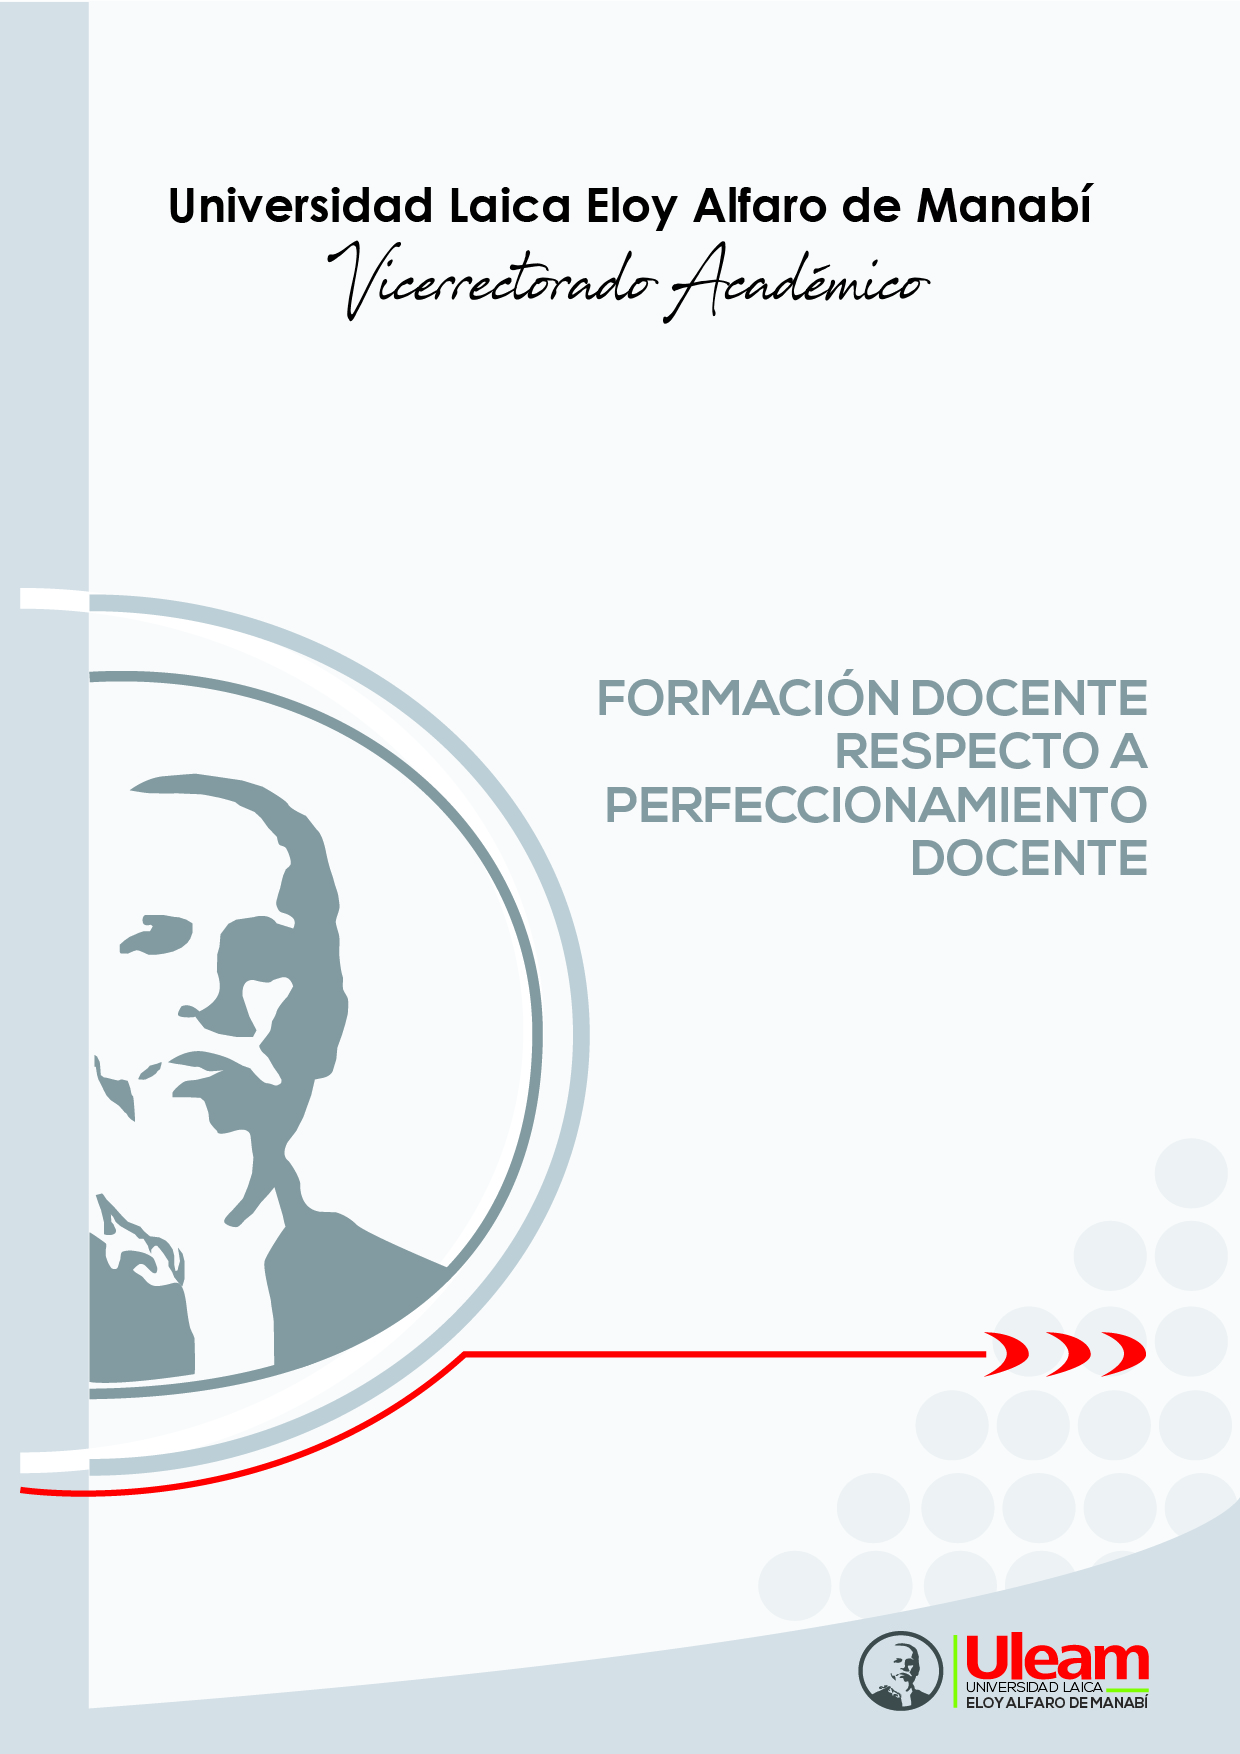 Universidad Laica Eloy Alfaro de Manabí
Vicerrectorado Académico
FORMACIÓN DOCENTE
RESPECTO A
PERFECCIONAMIENTO
DOCENTE
Uleam
UNIVERSIDAD LAICA
ELOY ALFARO DE MANABÍ